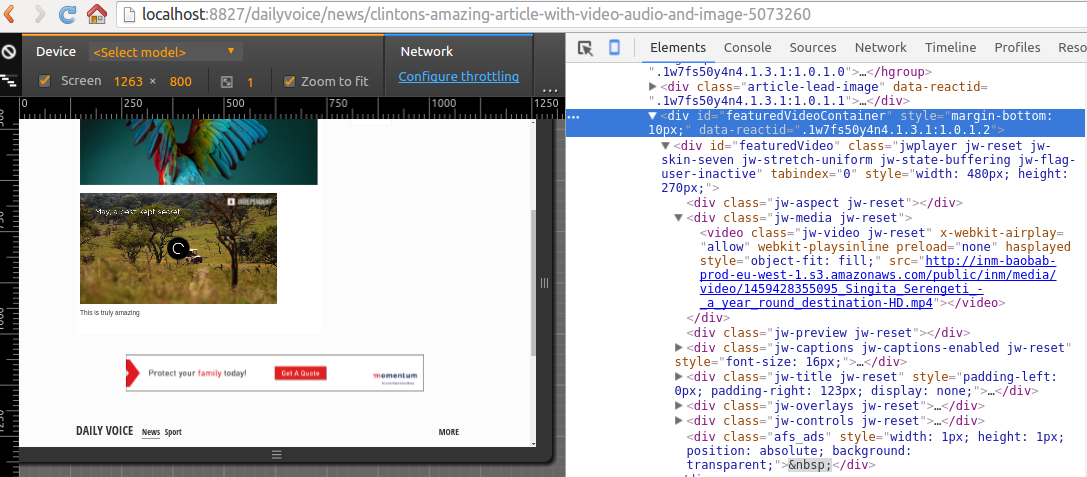 localhost:8827/dailyvoice/news/clintons-amazing-article-with-video-audio-and-image-5073260
Device <Select model>
Screen 1263 × 800 1 Zoom to fit
Network
Configure throttling
...
0 250 500 750 1000 1250
750
1000
1250
INDEPENDENT
May, a best kept secret
This is truly amazing
Protect your family today! Get A Quote momentum
DAILY VOICE News Sport MORE
Elements Console Sources Network Timeline Profiles Reso
".1w7fs50y4n4.1.3.1:1.0.1.0">…</hgroup>
<div class="article-lead-image" data-reactid=
".1w7fs50y4n4.1.3.1:1.0.1.1">…</div>
<div id="featuredVideoContainer" style="margin-bottom:
10px;" data-reactid=".1w7fs50y4n4.1.3.1:1.0.1.2">
<div id="featuredVideo" class="jwplayer jw-reset jw-
skin-seven jw-stretch-uniform jw-state-buffering jw-flag-
user-inactive" tabindex="0" style="width: 480px; height:
270px;">
<div class="jw-aspect jw-reset"></div>
<div class="jw-media jw-reset">
<video class="jw-video jw-reset" x-webkit-airplay=
"allow" webkit-playsinline preload="none" hasplayed
style="object-fit: fill;" src="http://inm-baobab-
prod-eu-west-1.s3.amazonaws.com/public/inm/media/
video/1459428355095_Singita_Serengeti_-
_a_year_round_destination-HD.mp4"></video>
</div>
<div class="jw-preview jw-reset"></div>
<div class="jw-captions jw-captions-enabled jw-reset"
style="font-size: 16px;">…</div>
<div class="jw-title jw-reset" style="padding-left:
0px; padding-right: 123px; display: none;">…</div>
<div class="jw-overlays jw-reset">…</div>
<div class="jw-controls jw-reset">…</div>
<div class="afs_ads" style="width: 1px; height: 1px;
position: absolute; background:
transparent;">&nbsp;</div>